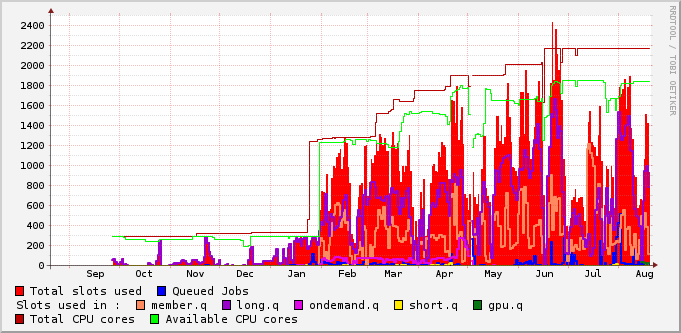 2400
2200
2000
1800
1600
1400
1200
1000
800
600
400
200
0
Sep Oct Nov Dec Jan Feb Mar Apr May Jun Jul Aug
Total slots used Queued Jobs
Slots used in : member.q long.q ondemand.q short.q gpu.q
Total CPU cores Available CPU cores
RRDTOOL / TOBI OETIKER